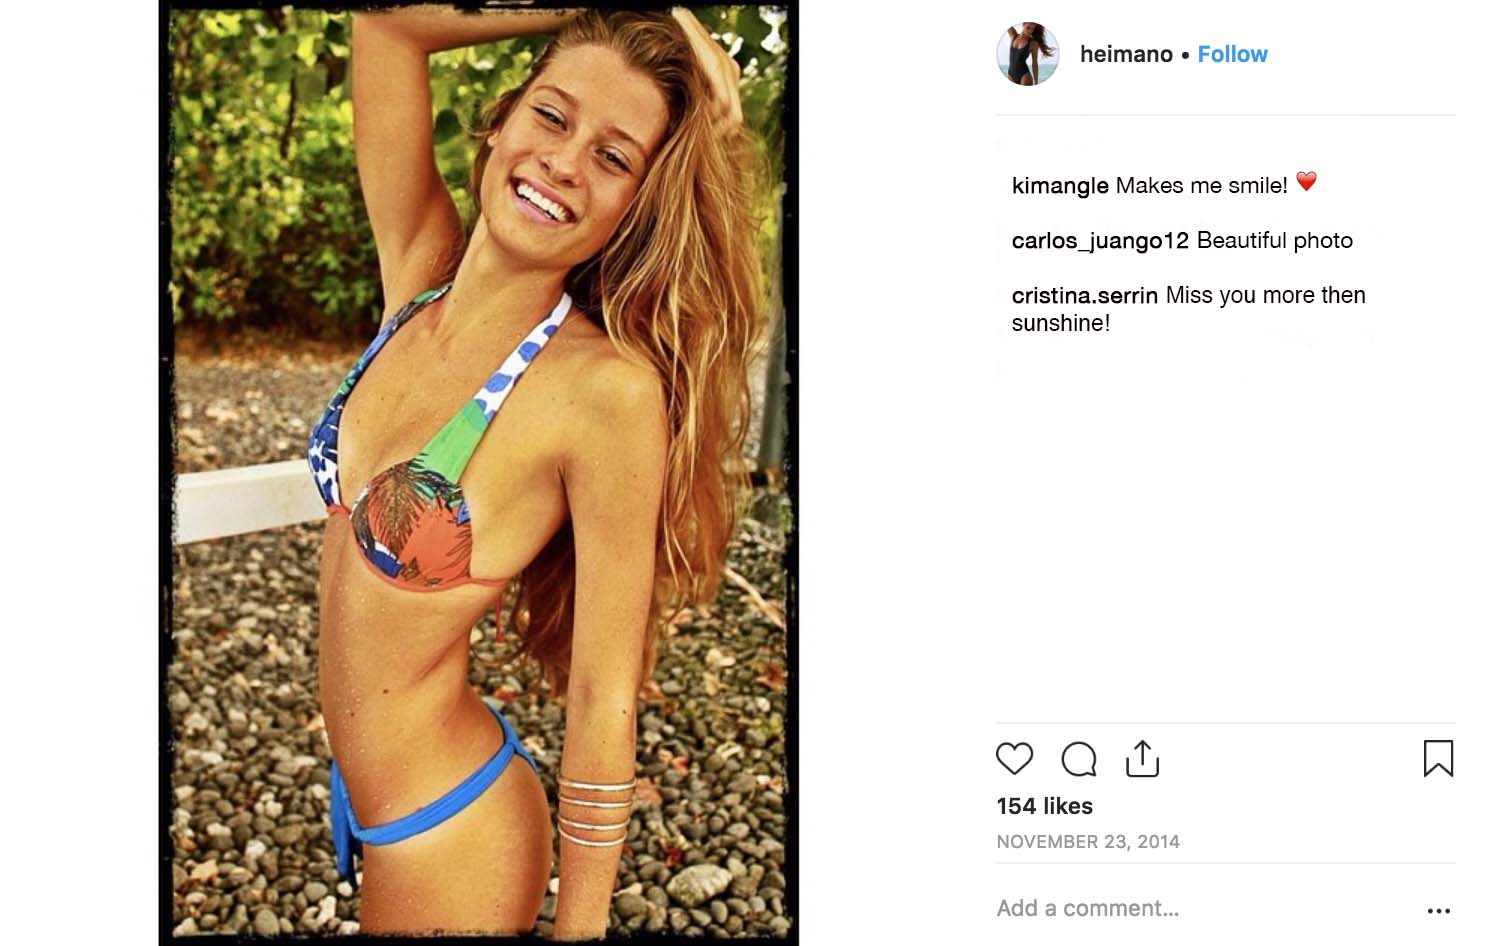 heimano • Follow
kimangle Makes me smile! ❤️
carlos_juango12 Beautiful photo
cristina.serrin Miss you more then
sunshine!
154 likes
NOVEMBER 23, 2014
Add a comment...